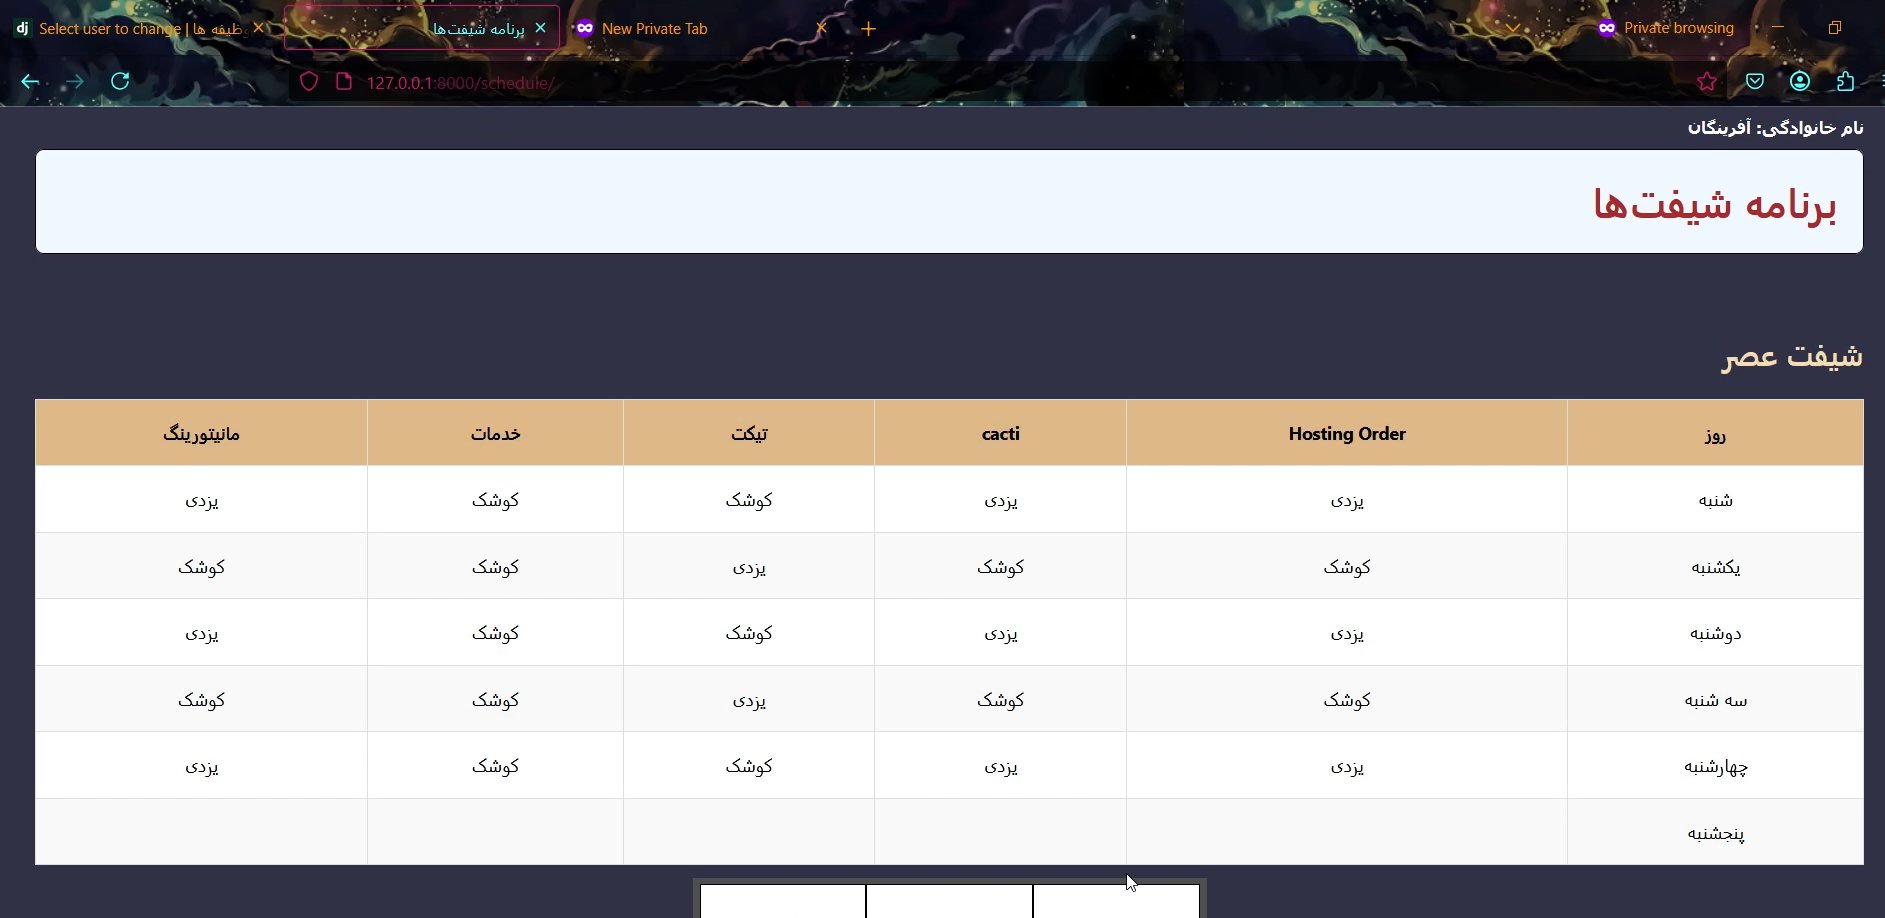 Select user to change | وظیفه ها
برنامه شیفت‌ها
New Private Tab
Private browsing
127.0.0.1:8000/schedule/
نام خانوادگی: آفرینگان
برنامه شیفت‌ها
شیفت عصر
روز Hosting Order cacti تیکت خدمات مانیتورینگ
شنبه یزدی یزدی کوشک کوشک یزدی
یکشنبه کوشک کوشک یزدی کوشک کوشک
دوشنبه یزدی یزدی کوشک کوشک یزدی
سه شنبه کوشک کوشک یزدی کوشک کوشک
چهارشنبه یزدی یزدی کوشک کوشک یزدی
پنجشنبه